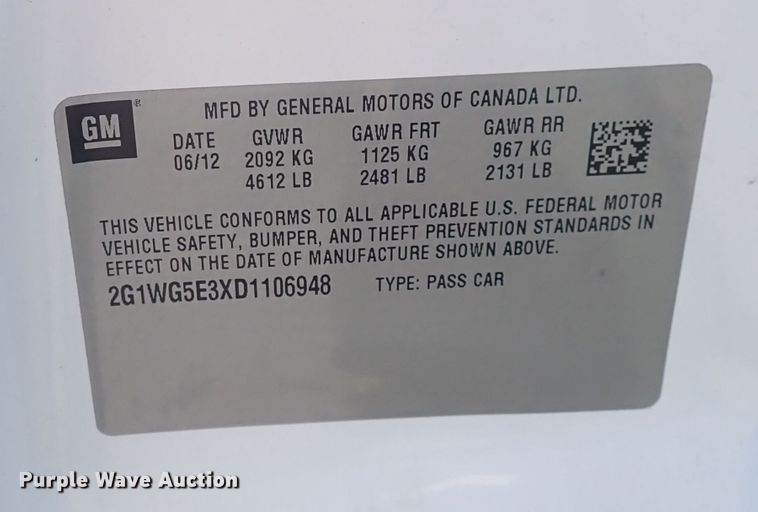 GM
MFD BY GENERAL MOTORS OF CANADA LTD.
DATE GVWR GAWR FRT GAWR RR
06/12 2092 KG 1125 KG 967 KG
4612 LB 2481 LB 2131 LB
THIS VEHICLE CONFORMS TO ALL APPLICABLE U.S. FEDERAL MOTOR
VEHICLE SAFETY, BUMPER, AND THEFT PREVENTION STANDARDS IN
EFFECT ON THE DATE OF MANUFACTURE SHOWN ABOVE.
2G1WG5E3XD1106948 TYPE: PASS CAR
Purple Wave Auction